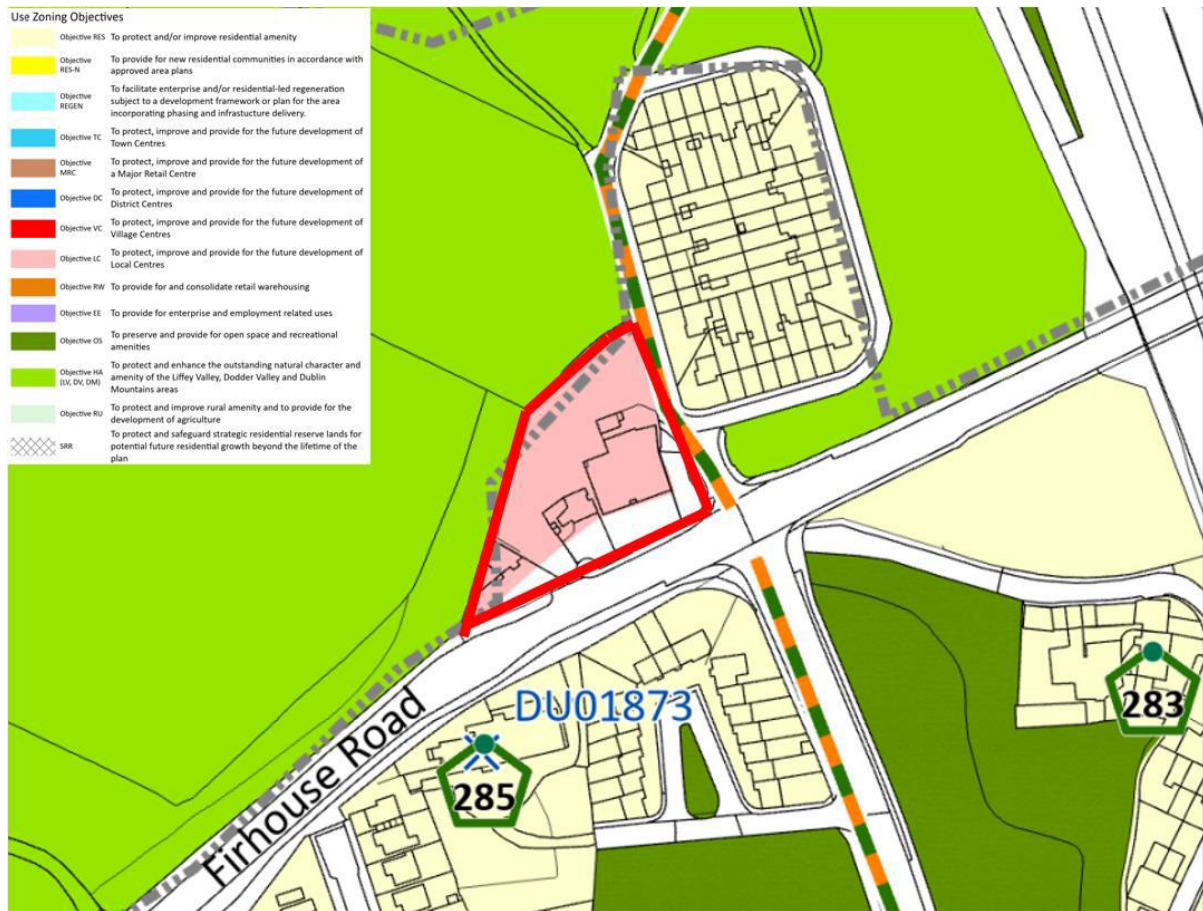 Use Zoning Objectives
Objective RES To protect and/or improve residential amenity
Objective
RES-N
To provide for new residential communities in accordance with
approved area plans
Objective
REGEN
To facilitate enterprise and/or residential-led regeneration
subject to a development framework or plan for the area
incorporating phasing and infrastucture delivery.
Objective TC
To protect, improve and provide for the future development of
Town Centres
Objective
MRC
To protect, improve and provide for the future development of
a Major Retail Centre
Objective DC
To protect, improve and provide for the future development of
District Centres
Objective VC
To protect, improve and provide for the future development of
Village Centres
Objective LC
To protect, improve and provide for the future development of
Local Centres
Objective RW To provide for and consolidate retail warehousing
Objective EE To provide for enterprise and employment related uses
Objective OS
To preserve and provide for open space and recreational
amenities
Objective HA
(LV, DV, DM)
To protect and enhance the outstanding natural character and
amenity of the Liffey Valley, Dodder Valley and Dublin
Mountains areas
Objective RU
To protect and improve rural amenity and to provide for the
development of agriculture
SRR
To protect and safeguard strategic residential reserve lands for
potential future residential growth beyond the lifetime of the
plan
DU01873
283
285
Firhouse Road